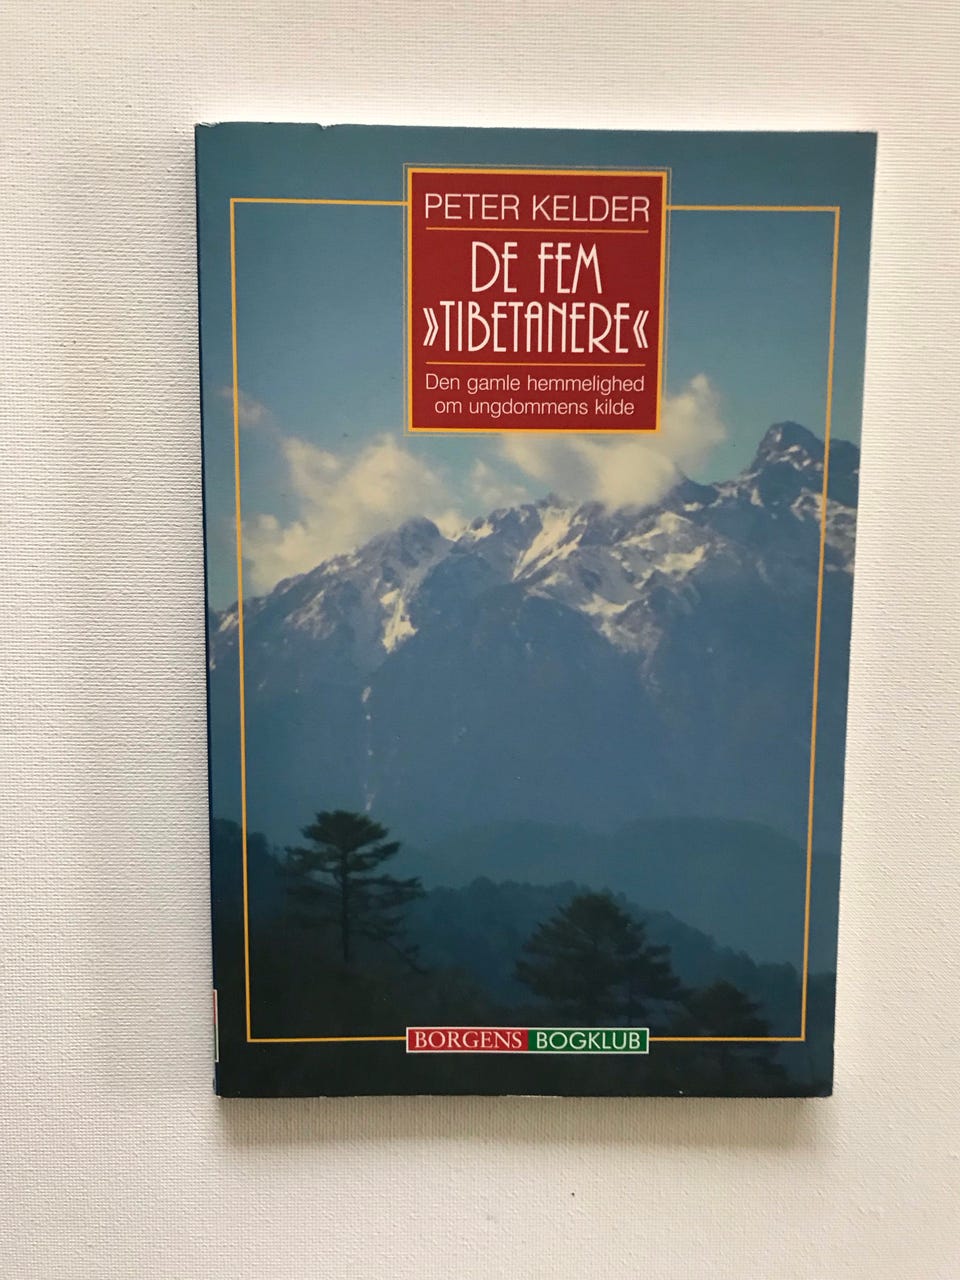 PETER KELDER
DE FEM
»TIBETANERE«
Den gamle hemmelighed
om ungdommens kilde
BORGENS BOGKLUB